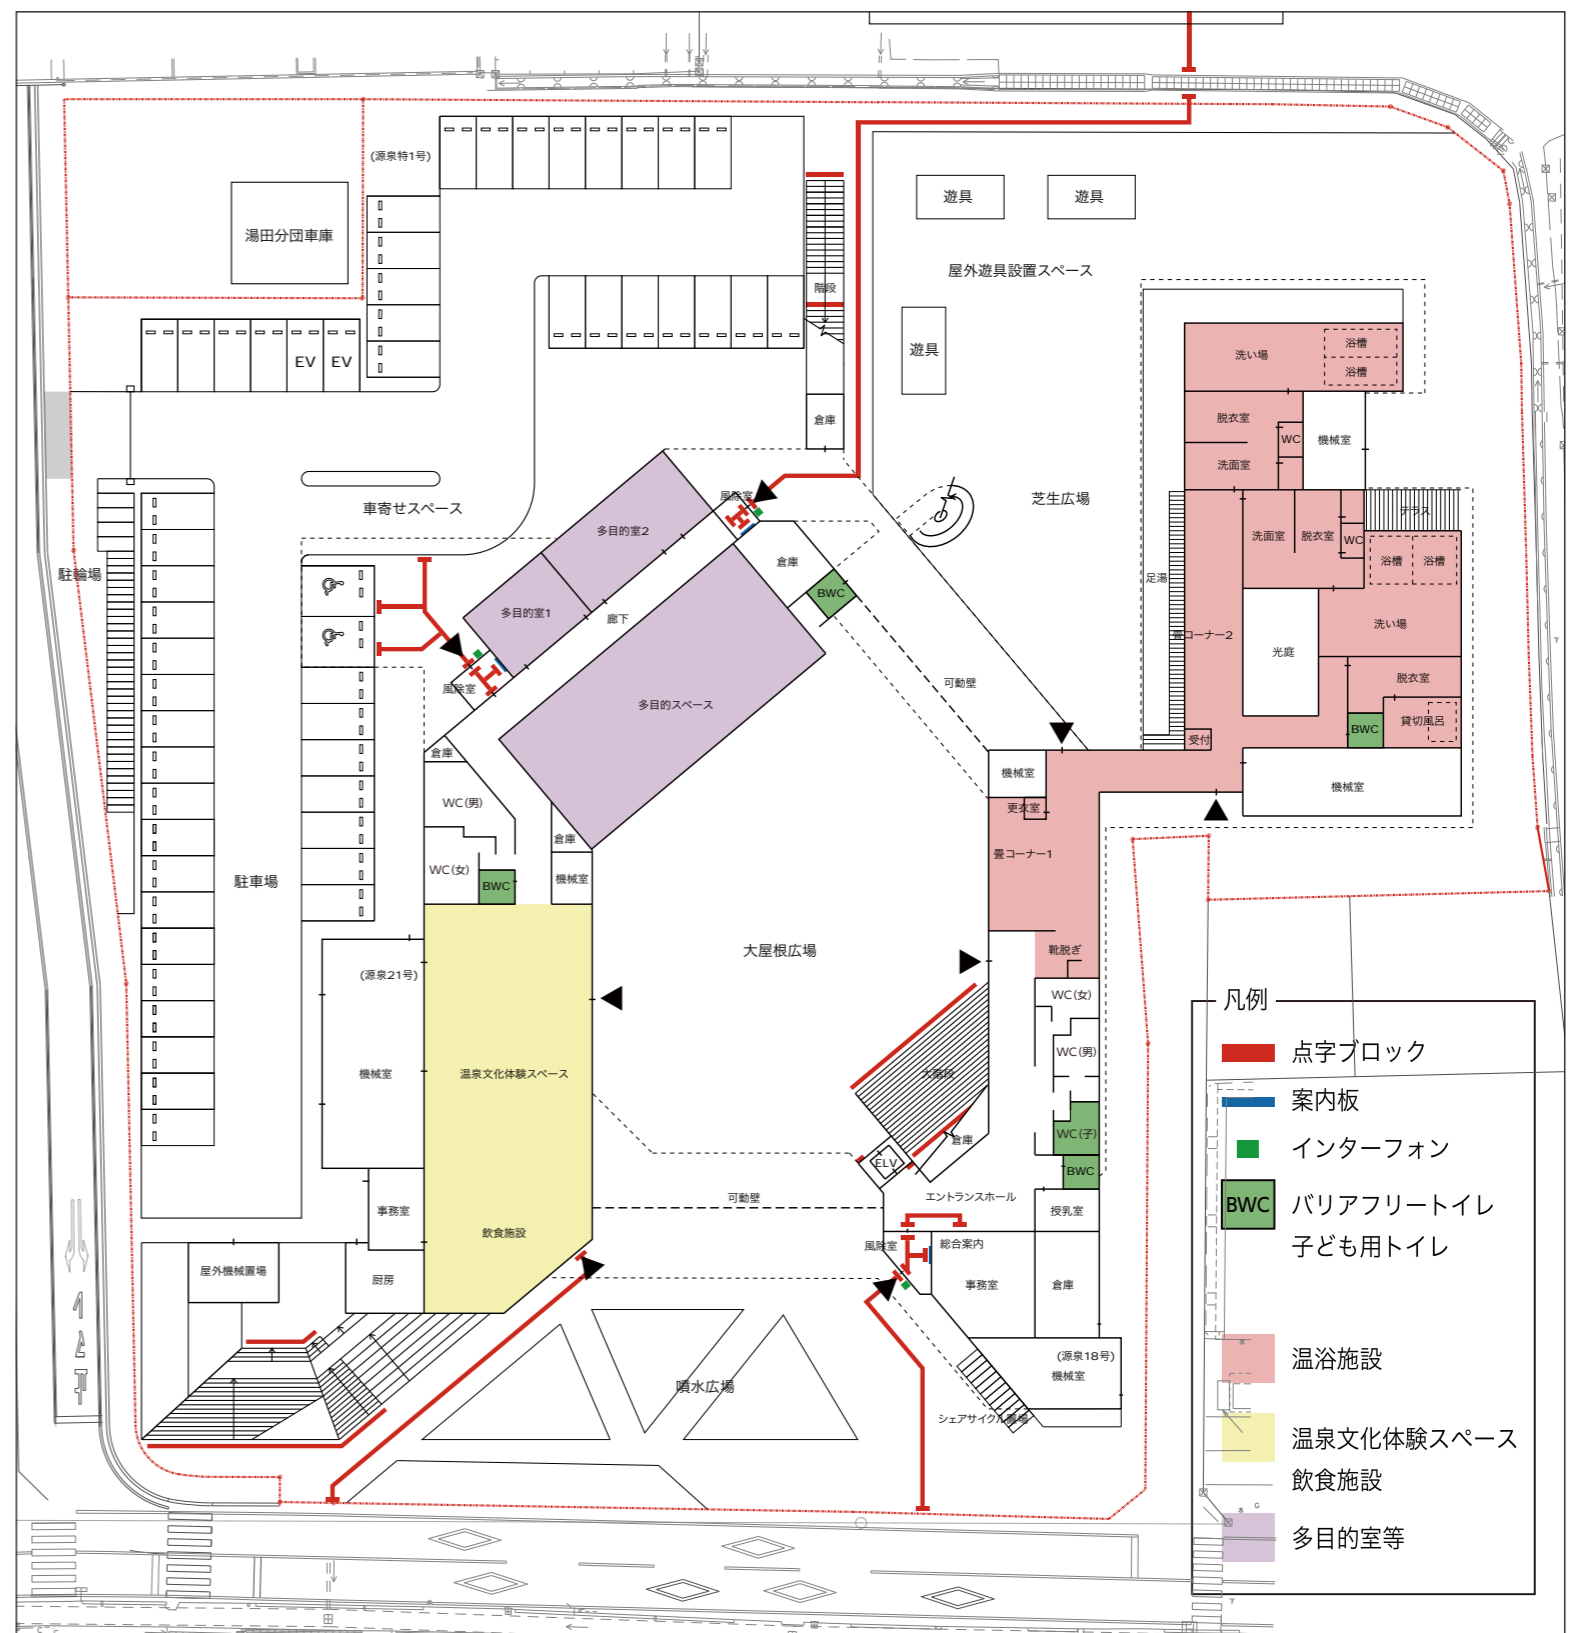 (源泉特1号)
湯田分団車庫
遊具
遊具
屋外遊具設置スペース
階段
遊具
EV
EV
倉庫
洗い場
浴槽
浴槽
脱衣室
WC
機械室
洗面室
車寄せスペース
風除室
芝生広場
テラス
多目的室2
洗面室
脱衣室
WC
浴槽
浴槽
倉庫
駐輪場
足湯
BWC
多目的室1
廊下
洗い場
畳コーナー2
光庭
風除室
可動壁
脱衣室
多目的スペース
貸切風呂
BWC
受付
倉庫
機械室
機械室
WC(男)
更衣室
倉庫
畳コーナー1
WC(女)
BWC
機械室
駐車場
大屋根広場
靴脱ぎ
(源泉21号)
WC(女)
機械室
温泉文化体験スペース
大階段
WC(男)
WC(子)
倉庫
ELV
BWC
可動壁
エントランスホール
事務室
授乳室
飲食施設
風除室
総合案内
屋外機械置場
厨房
事務室
倉庫
(源泉18号)
機械室
噴水広場
シェアサイクル置場
凡例
点字ブロック
案内板
インターフォン
BWC
バリアフリートイレ
子ども用トイレ
温浴施設
温泉文化体験スペース
飲食施設
多目的室等